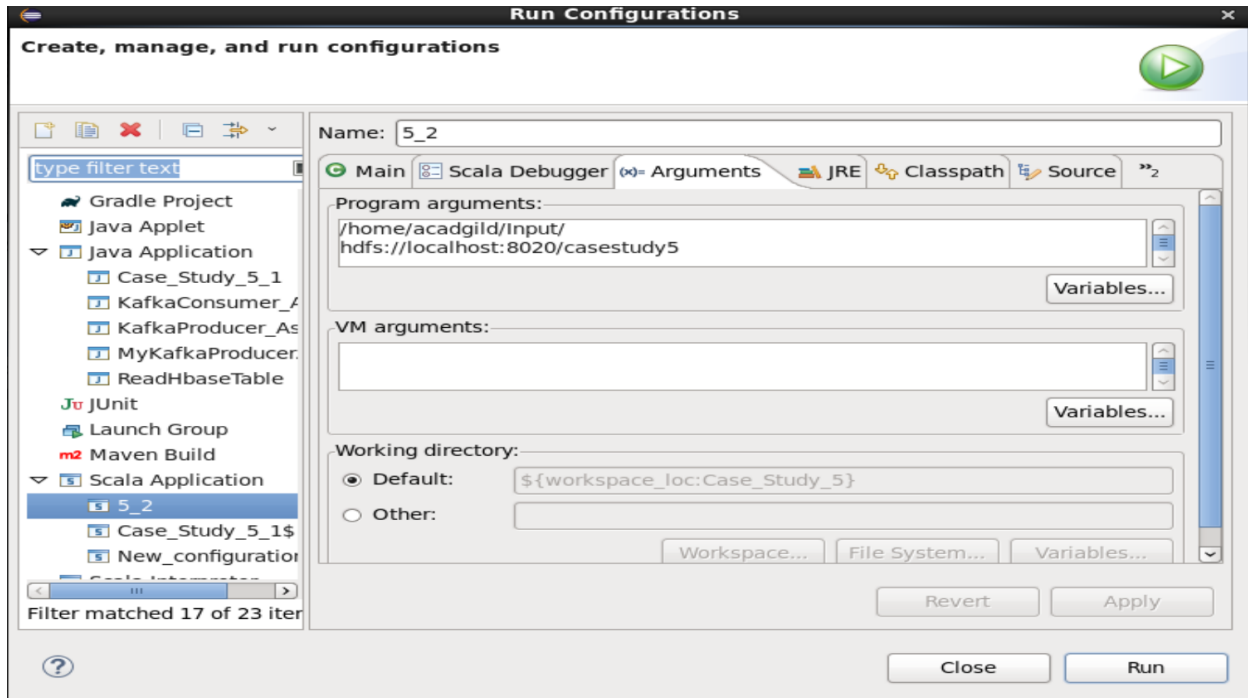 Run Configurations
Create, manage, and run configurations
type filter text
Gradle Project
Java Applet
Java Application
Case_Study_5_1
KafkaConsumer_A
KafkaProducer_As
MyKafkaProducer.
ReadHbaseTable
Ju JUnit
Launch Group
m2 Maven Build
Scala Application
5_2
Case_Study_5_1$
New_configuration
Filter matched 17 of 23 iter
Name: 5_2
Main Scala Debugger (x)= Arguments JRE Classpath Source »2
Program arguments:
/home/acadgild/Input/
hdfs://localhost:8020/casestudy5
Variables...
VM arguments:
Variables...
Working directory:
Default: ${workspace_loc:Case_Study_5}
Other:
Workspace... File System... Variables...
Revert Apply
Close Run